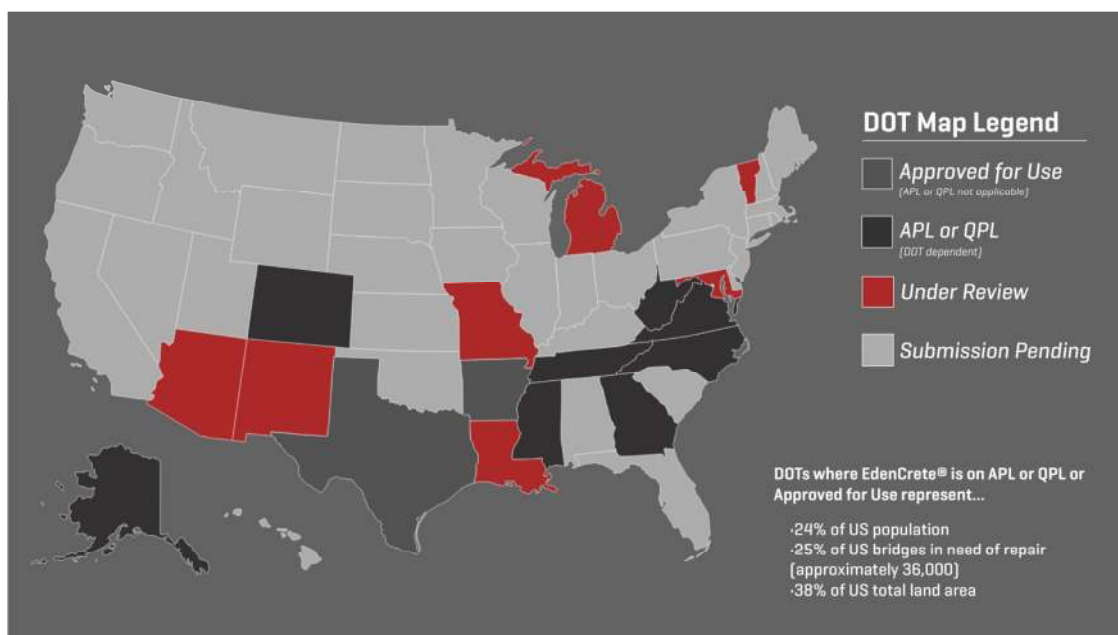 DOT Map Legend
Approved for Use
(APL or QPL not applicable)
APL or QPL
(DOT dependent)
Under Review
Submission Pending
DOTs where EdenCrete® is on APL or QPL or
Approved for Use represent...
·24% of US population
·25% of US bridges in need of repair
(approximately 36,000)
·38% of US total land area